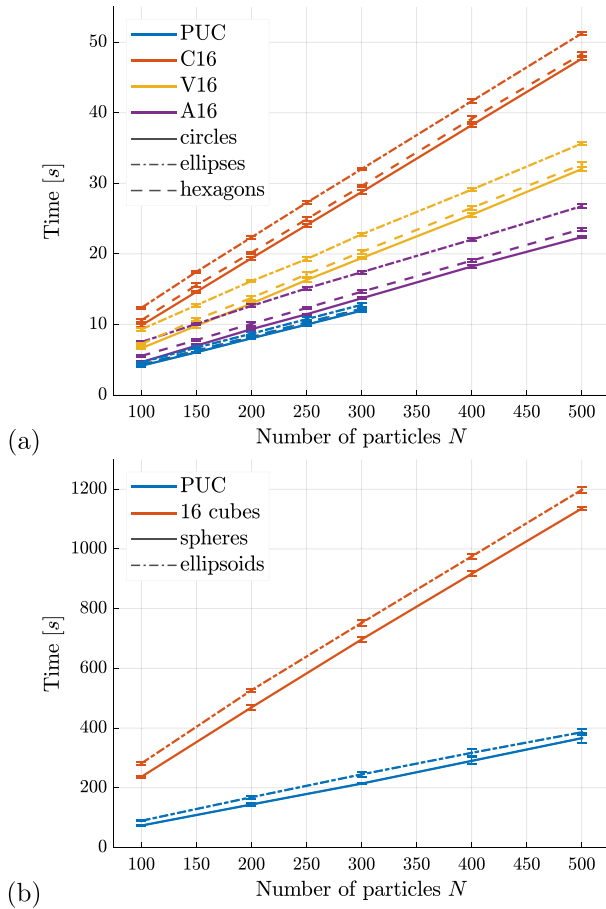 50
40
30
20
10
0
Time [s]
PUC
C16
V16
A16
circles
ellipses
hexagons
100 150 200 250 300 350 400 450 500
Number of particles N
(a)
1200
1000
800
600
400
200
0
Time [s]
PUC
16 cubes
spheres
ellipsoids
100 150 200 250 300 350 400 450 500
Number of particles N
(b)